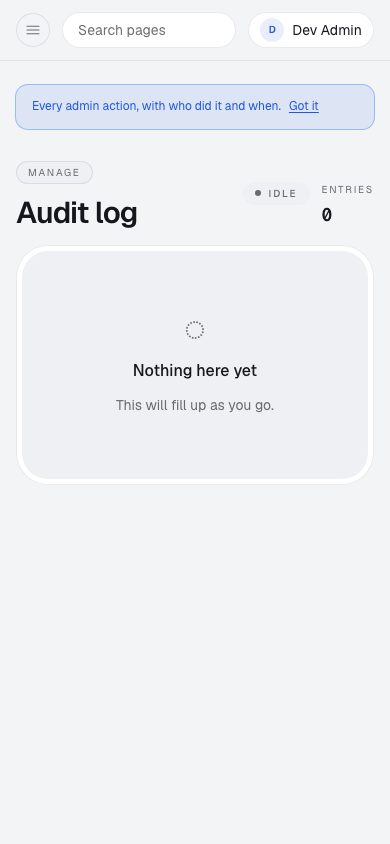 Search pages
D
Dev Admin
Every admin action, with who did it and when. Got it
MANAGE
Audit log
IDLE
ENTRIES
0
Nothing here yet
This will fill up as you go.